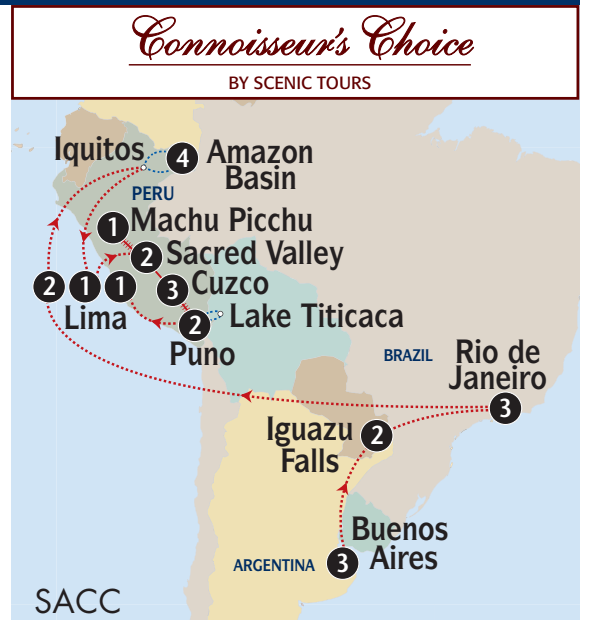 Connoisseur's Choice
BY SCENIC TOURS
Iquitos
4
Amazon
Basin
PERU
1
Machu Picchu
2
Sacred Valley
3
Cuzco
2
1
1
Lima
Lake Titicaca
2
Puno
BRAZIL
Rio de
Janeiro
3
Iguazu
Falls
2
Buenos
Aires
ARGENTINA
3
SACC